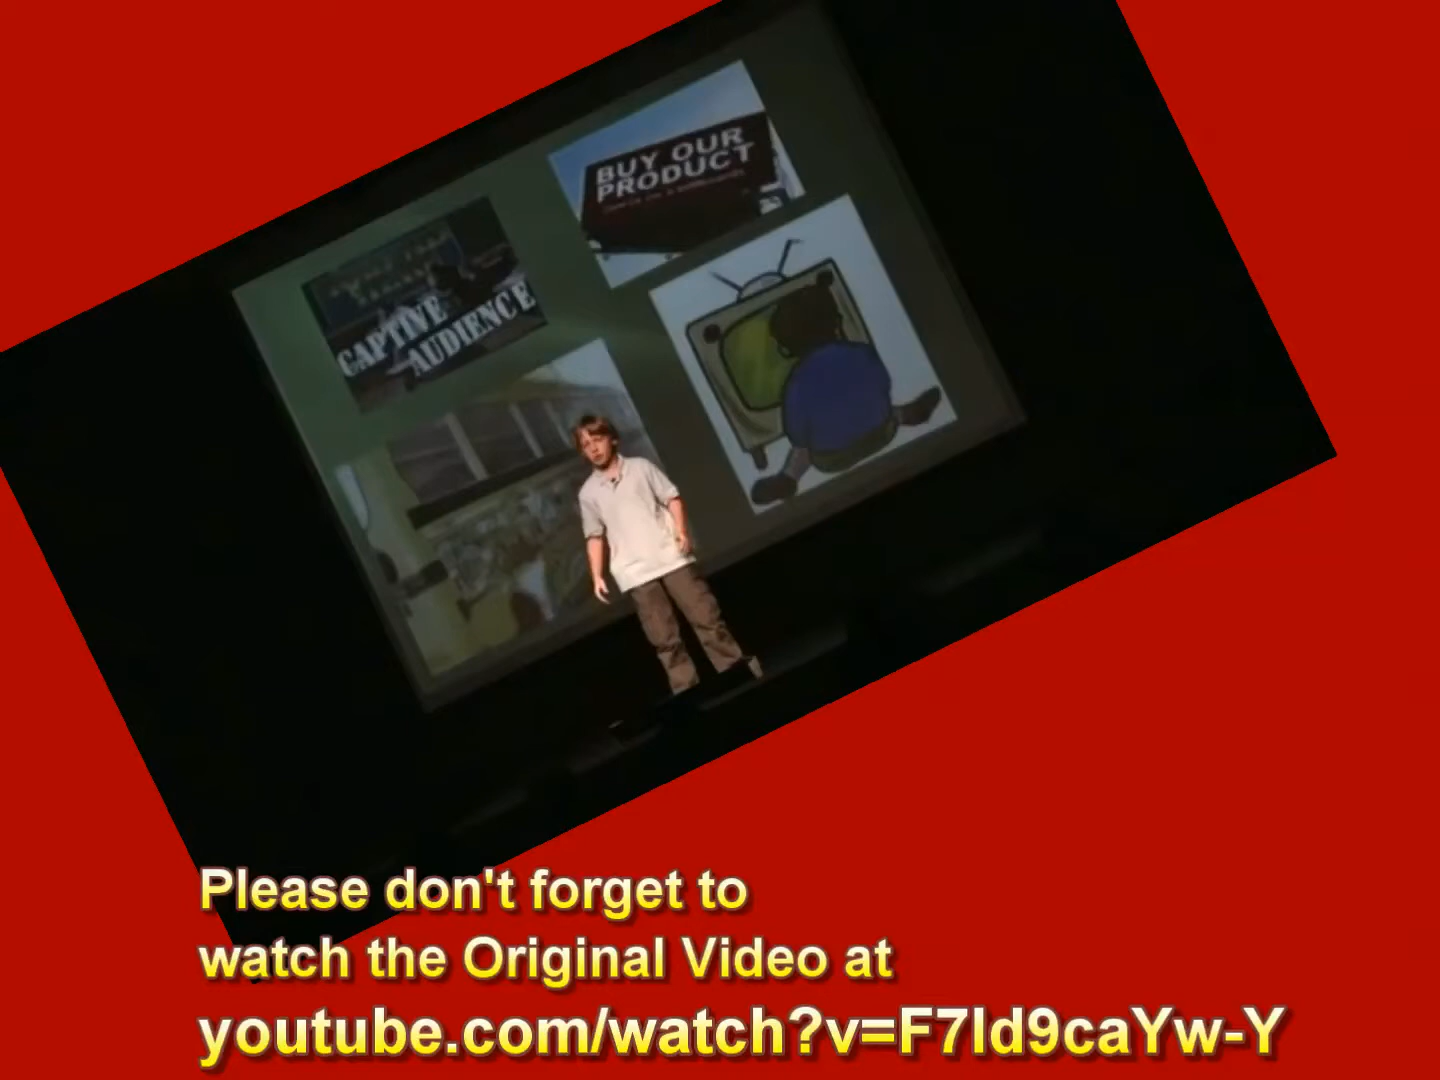 BUY OUR
PRODUCT
CAPTIVE
AUDIENCE
Please don't forget to
watch the Original Video at
youtube.com/watch?v=F7Id9caYw-Y